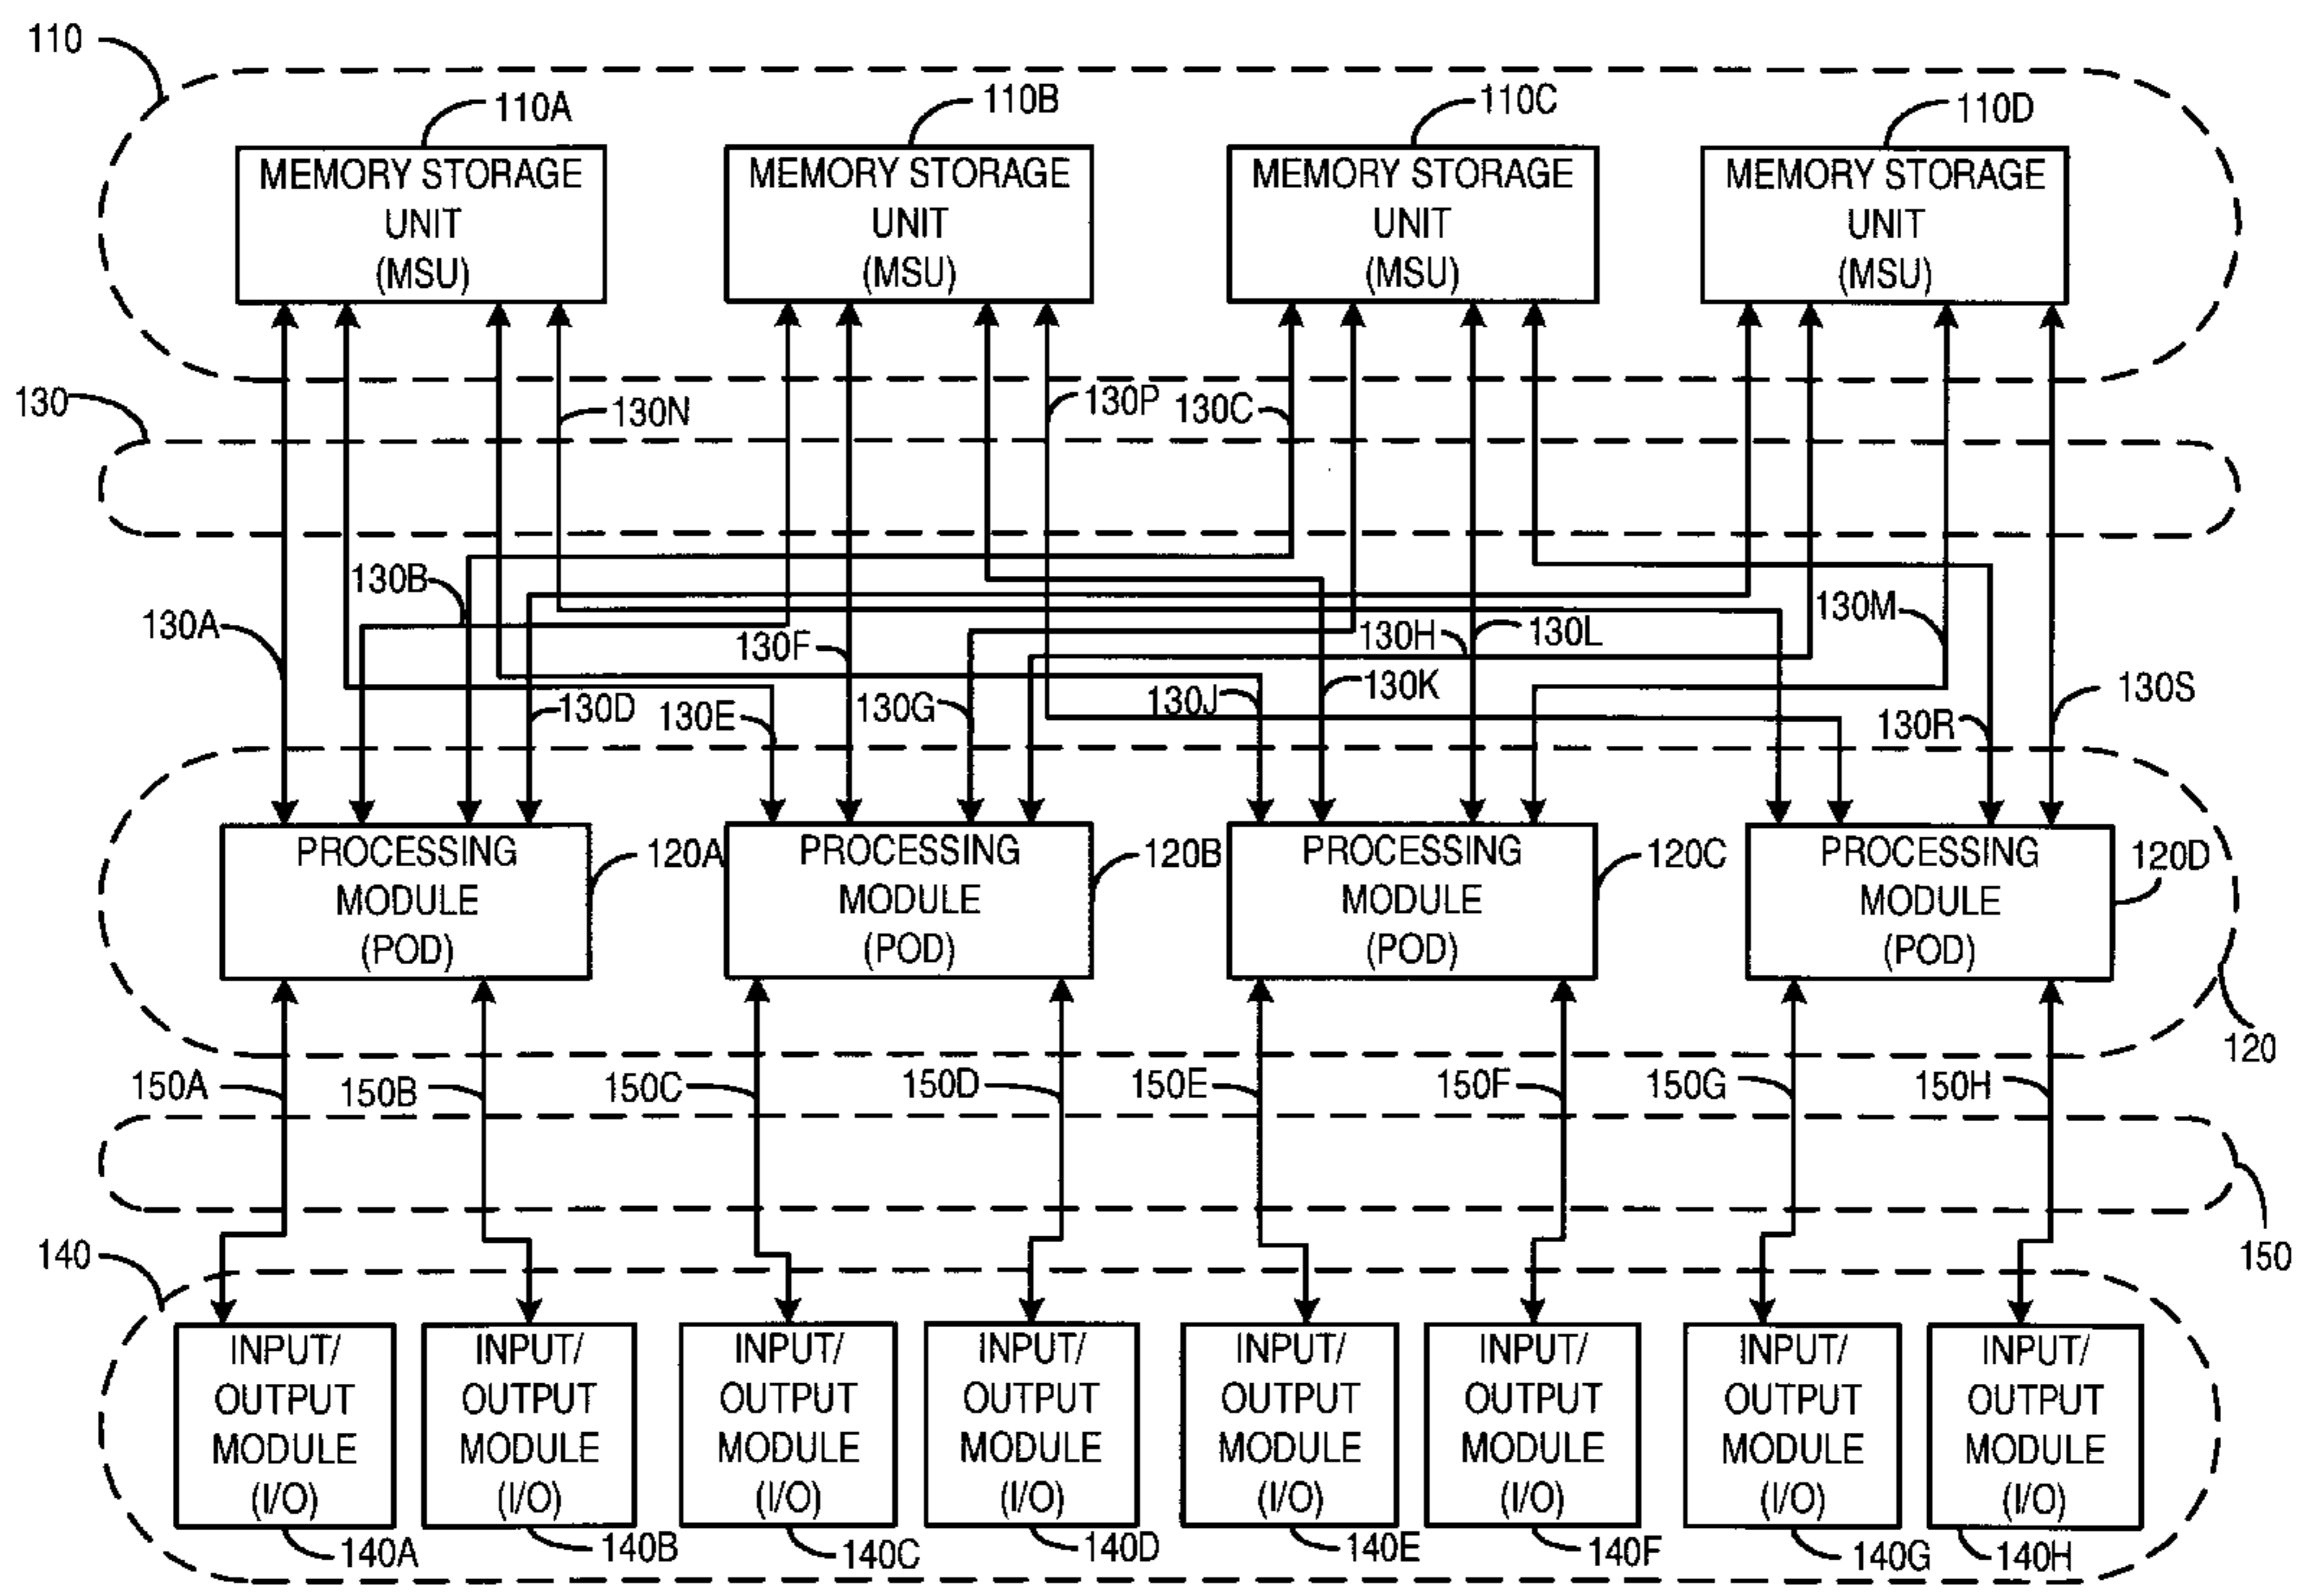 110
110A
110B
110C
110D
MEMORY STORAGE
UNIT
(MSU)
MEMORY STORAGE
UNIT
(MSU)
MEMORY STORAGE
UNIT
(MSU)
MEMORY STORAGE
UNIT
(MSU)
130
130N
130P
130C
130B
130A
130F
130H
130L
130M
130D
130E
130G
130J
130K
130R
130S
PROCESSING
MODULE
(POD)
120A
PROCESSING
MODULE
(POD)
120B
PROCESSING
MODULE
(POD)
120C
PROCESSING
MODULE
(POD)
120D
120
150A
150B
150C
150D
150E
150F
150G
150H
150
140
INPUT/
OUTPUT
MODULE
(I/O)
INPUT/
OUTPUT
MODULE
(I/O)
INPUT/
OUTPUT
MODULE
(I/O)
INPUT/
OUTPUT
MODULE
(I/O)
INPUT/
OUTPUT
MODULE
(I/O)
INPUT/
OUTPUT
MODULE
(I/O)
INPUT/
OUTPUT
MODULE
(I/O)
INPUT/
OUTPUT
MODULE
(I/O)
140A
140B
140C
140D
140E
140F
140G
140H